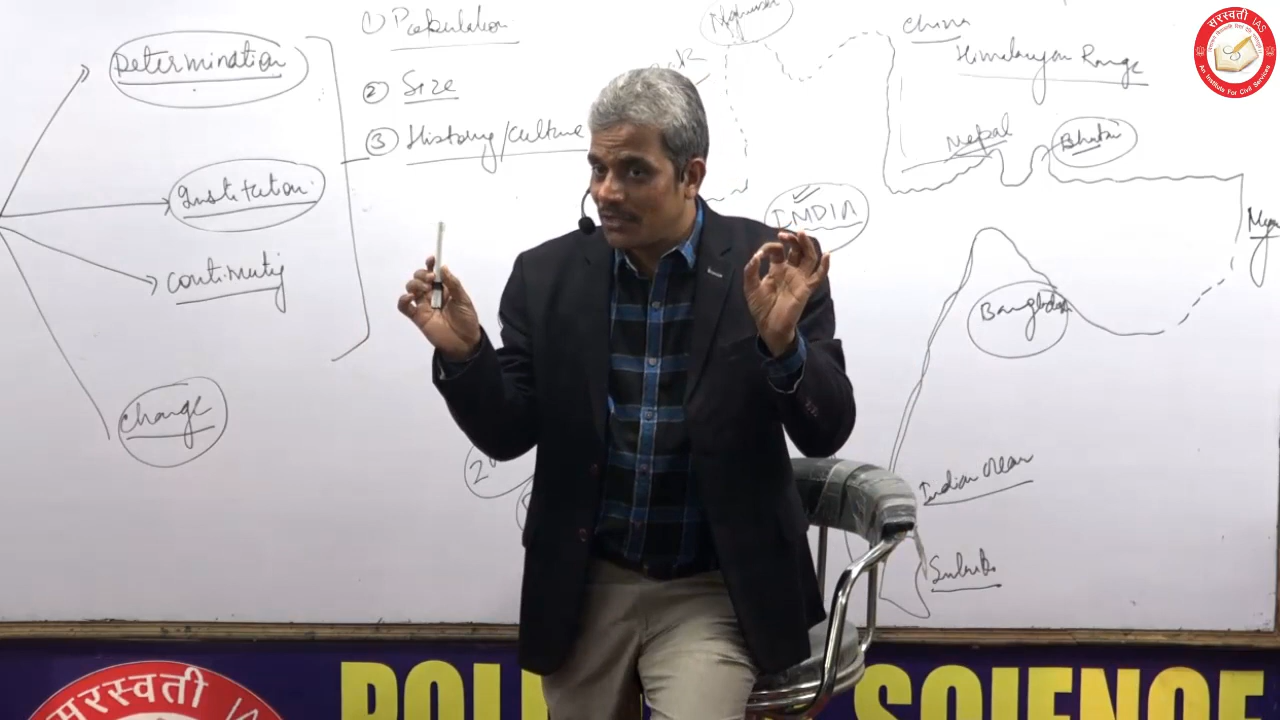 Determination
Institution
Continuity
Change
① Population
② Size
③ History/Culture
China
Himalayan Range
Nepal
Bhutan
INDIA
Bangladesh
Indian Ocean
सरस्वती IAS
An Institute For Civil Services
सरस्वती IAS
POLI SCIENCE